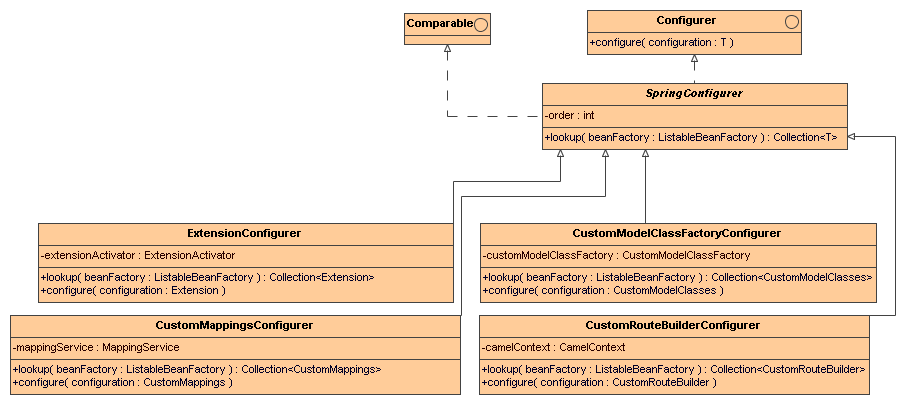 Comparable
Configurer
+configure( configuration : T )
SpringConfigurer
-order : int
+lookup( beanFactory : ListableBeanFactory ) : Collection<T>
ExtensionConfigurer
-extensionActivator : ExtensionActivator
+lookup( beanFactory : ListableBeanFactory ) : Collection<Extension>
+configure( configuration : Extension )
CustomModelClassFactoryConfigurer
-customModelClassFactory : CustomModelClassFactory
+lookup( beanFactory : ListableBeanFactory ) : Collection<CustomModelClasses>
+configure( configuration : CustomModelClasses )
CustomMappingsConfigurer
-mappingService : MappingService
+lookup( beanFactory : ListableBeanFactory ) : Collection<CustomMappings>
+configure( configuration : CustomMappings )
CustomRouteBuilderConfigurer
-camelContext : CamelContext
+lookup( beanFactory : ListableBeanFactory ) : Collection<CustomRouteBuilder>
+configure( configuration : CustomRouteBuilder )